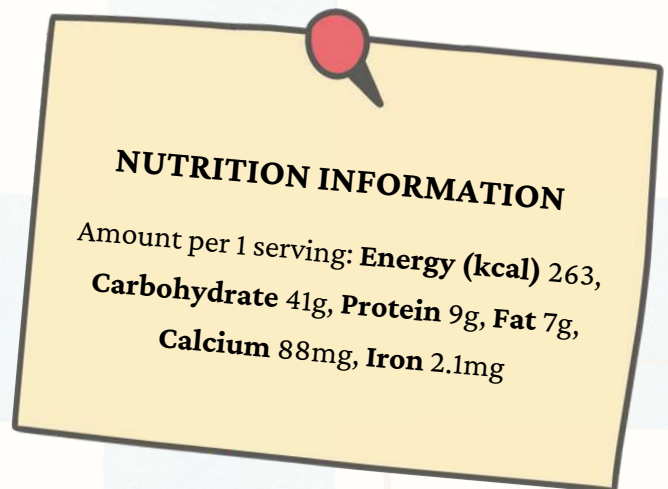 NUTRITION INFORMATION
Amount per 1 serving: Energy (kcal) 263,
Carbohydrate 41g, Protein 9g, Fat 7g,
Calcium 88mg, Iron 2.1mg